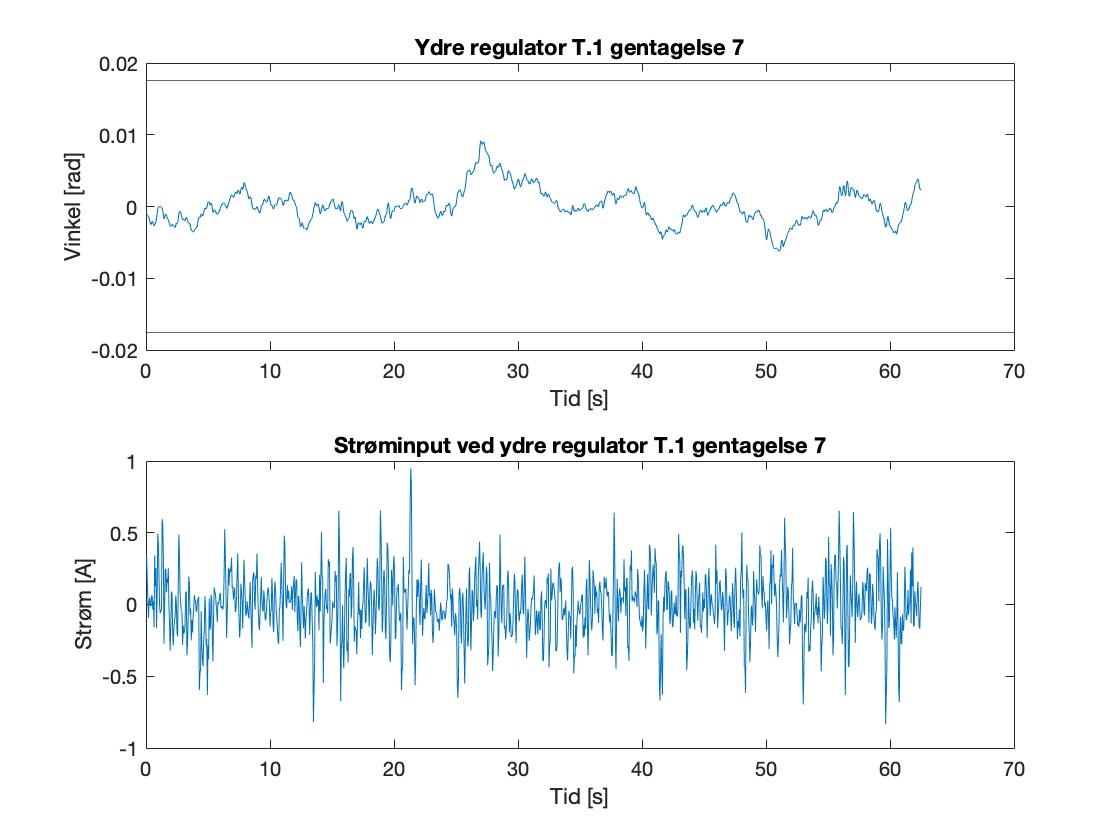 Ydre regulator T.1 gentagelse 7
0.02
0.01
0
-0.01
-0.02
Vinkel [rad]
0 10 20 30 40 50 60 70
Tid [s]
Strøminput ved ydre regulator T.1 gentagelse 7
1
0.5
0
-0.5
-1
Strøm [A]
0 10 20 30 40 50 60 70
Tid [s]